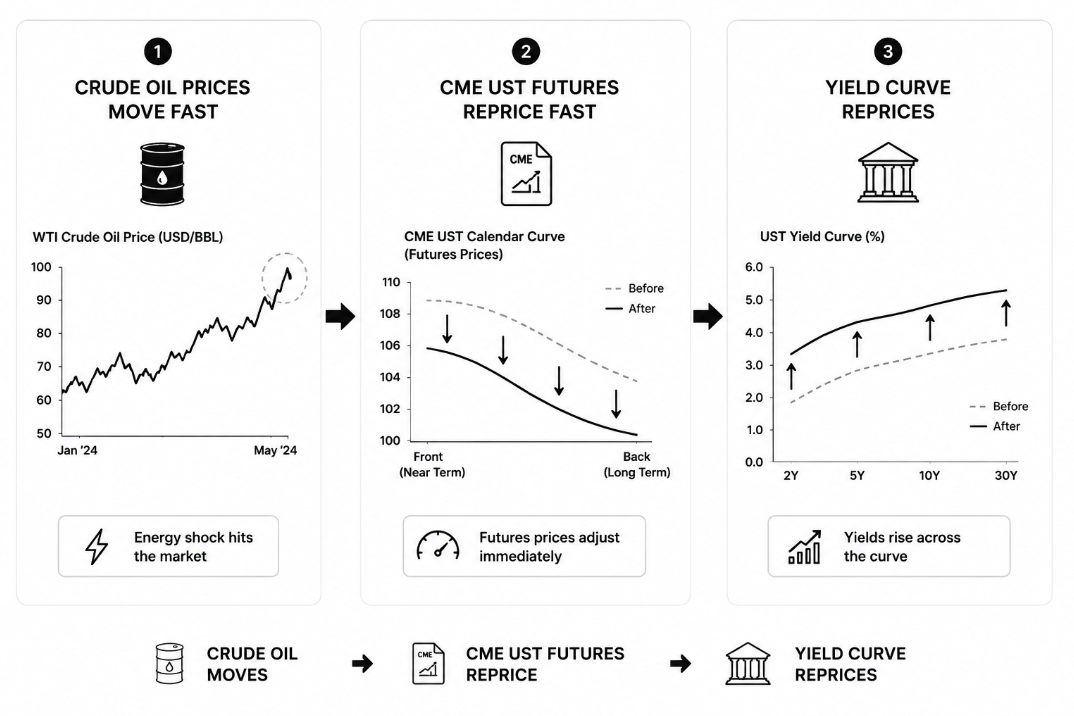 1
CRUDE OIL PRICES
MOVE FAST
WTI Crude Oil Price (USD/BBL)
100
90
80
70
60
50
Jan '24
May '24
Energy shock hits
the market
2
CME UST FUTURES
REPRICE FAST
CME
CME UST Calendar Curve
(Futures Prices)
110
108
106
104
102
100
Before
After
Front
(Near Term)
Back
(Long Term)
Futures prices adjust
immediately
3
YIELD CURVE
REPRICES
UST Yield Curve (%)
6.0
5.0
4.0
3.0
2.0
1.0
0.0
Before
After
2Y
5Y
10Y
30Y
Yields rise across
the curve
CRUDE OIL
MOVES
CME
CME UST FUTURES
REPRICE
YIELD CURVE
REPRICES